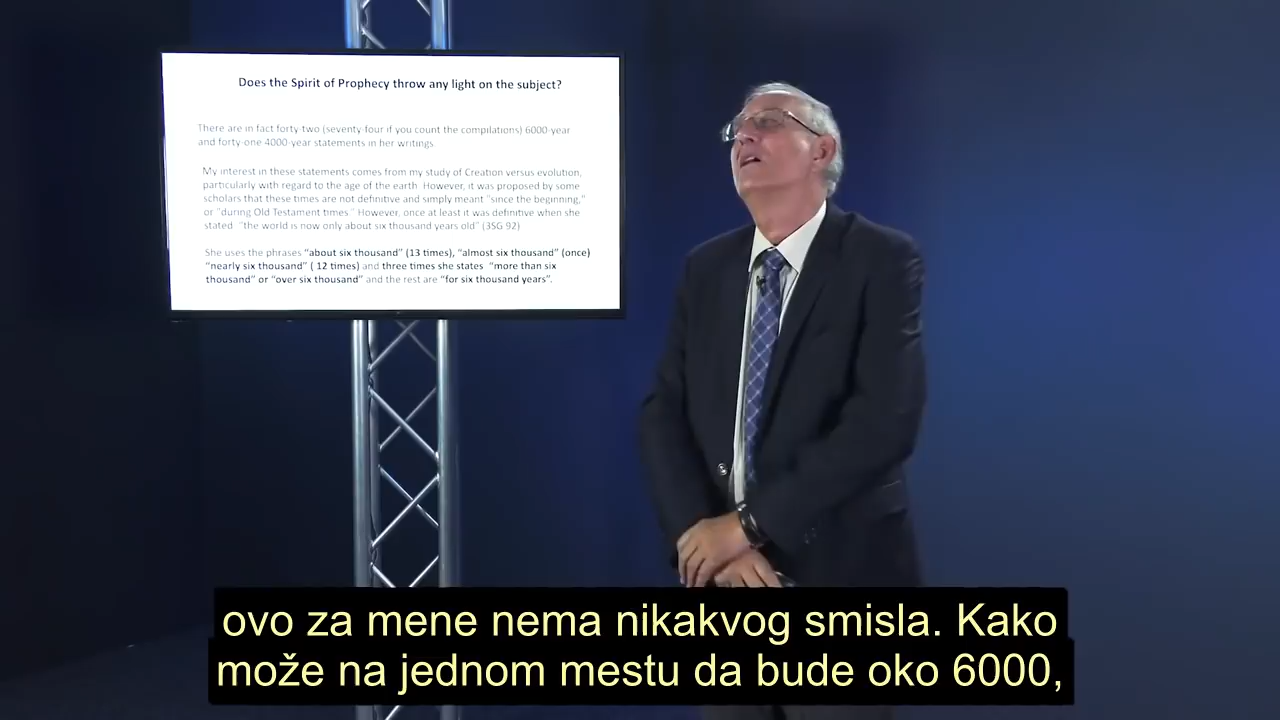 Does the Spirit of Prophecy throw any light on the subject?
There are in fact forty-two (seventy-four if you count the compilations) 6000-year
and forty-one 4000-year statements in her writings.
My interest in these statements comes from my study of Creation versus evolution,
particularly with regard to the age of the earth. However, it was proposed by some
scholars that these times are not definitive and simply meant "since the beginning,"
or "during Old Testament times." However, once at least it was definitive when she
stated: "the world is now only about six thousand years old" (3SG 92)
She uses the phrases "about six thousand" (13 times), "almost six thousand" (once)
"nearly six thousand" ( 12 times) and three times she states "more than six
thousand" or "over six thousand" and the rest are "for six thousand years".
ovo za mene nema nikakvog smisla. Kako
može na jednom mestu da bude oko 6000,